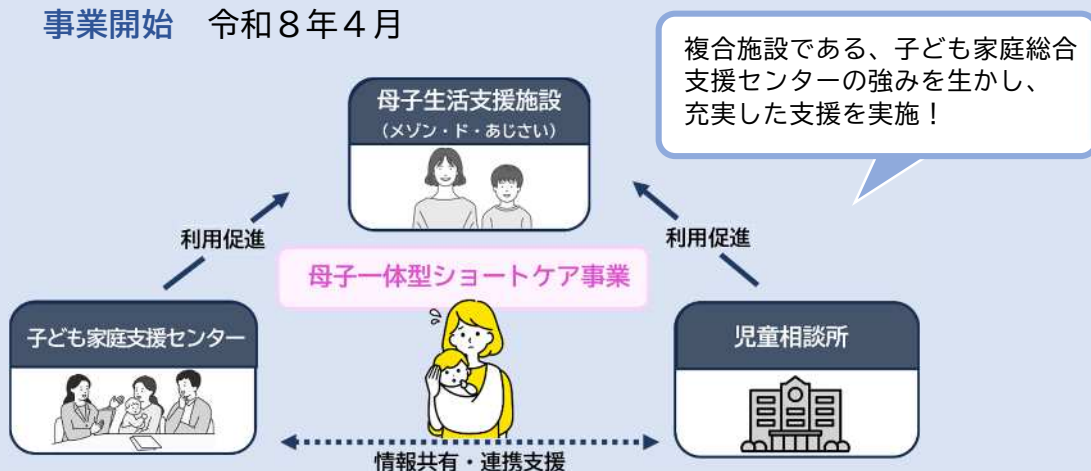 事業開始　令和８年４月
複合施設である、子ども家庭総合
支援センターの強みを生かし、
充実した支援を実施！
母子生活支援施設
（メゾン・ド・あじさい）
利用促進
利用促進
母子一体型ショートケア事業
子ども家庭支援センター
児童相談所
情報共有・連携支援